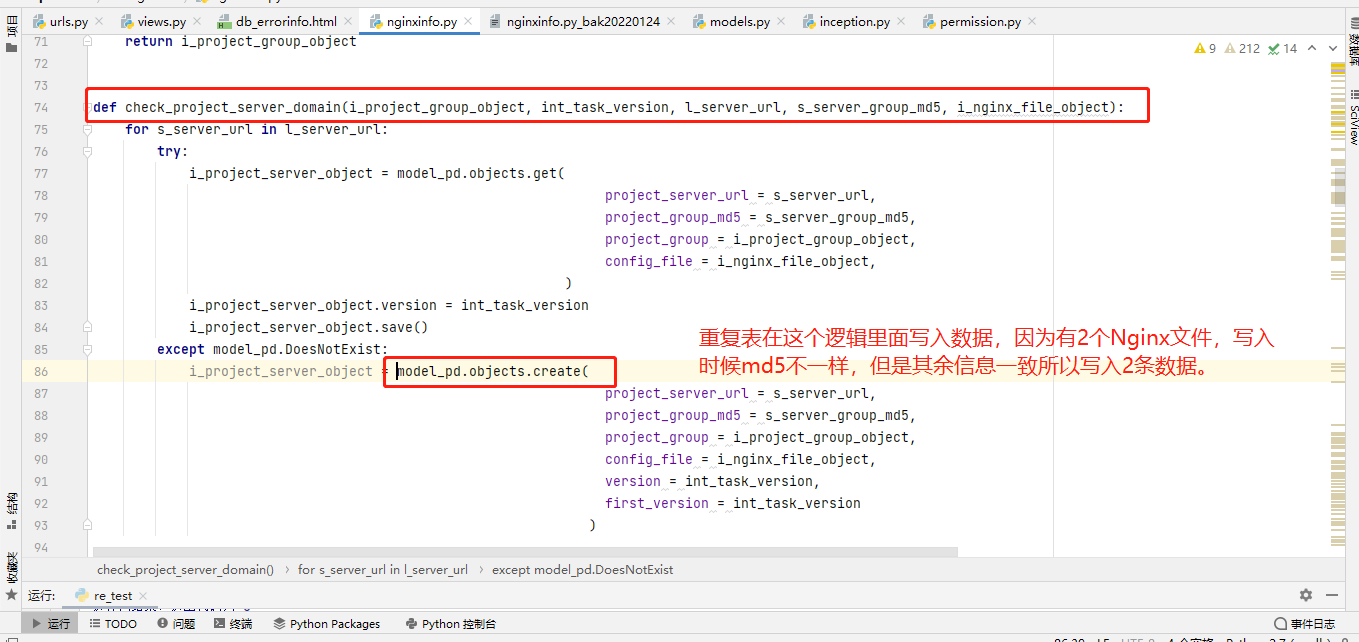 urls.py
views.py
db_errorinfo.html
nginxinfo.py
nginxinfo.py_bak20220124
models.py
inception.py
permission.py
项目
数据库
SciView
9 212 14
71 return i_project_group_object
72
73
74 def check_project_server_domain(i_project_group_object, int_task_version, l_server_url, s_server_group_md5, i_nginx_file_object):
75 for s_server_url in l_server_url:
76 try:
77 i_project_server_object = model_pd.objects.get(
78 project_server_url = s_server_url,
79 project_group_md5 = s_server_group_md5,
80 project_group = i_project_group_object,
81 config_file = i_nginx_file_object,
82 )
83 i_project_server_object.version = int_task_version
84 i_project_server_object.save()
85 except model_pd.DoesNotExist:
86 i_project_server_object = model_pd.objects.create(
87 project_server_url = s_server_url,
88 project_group_md5 = s_server_group_md5,
89 project_group = i_project_group_object,
90 config_file = i_nginx_file_object,
91 version = int_task_version,
92 first_version = int_task_version
93 )
94
重复表在这个逻辑里面写入数据，因为有2个Nginx文件，写入
时候md5不一样，但是其余信息一致所以写入2条数据。
结构
收藏夹
check_project_server_domain() › for s_server_url in l_server_url › except model_pd.DoesNotExist
运行: re_test
运行 TODO 问题 终端 Python Packages Python 控制台 事件日志